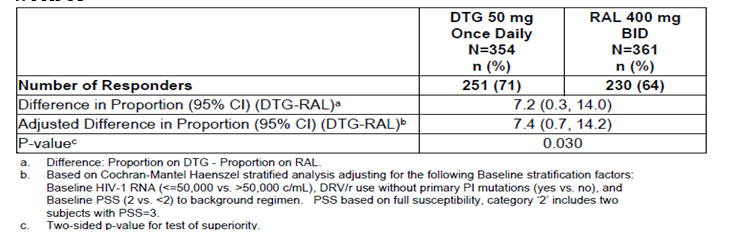 DTG 50 mg
Once Daily
N=354
n (%)
RAL 400 mg
BID
N=361
n (%)
Number of Responders 251 (71) 230 (64)
Difference in Proportion (95% CI) (DTG-RAL)a 7.2 (0.3, 14.0)
Adjusted Difference in Proportion (95% CI) (DTG-RAL)b 7.4 (0.7, 14.2)
P-valuec 0.030
a. Difference: Proportion on DTG - Proportion on RAL.
b. Based on Cochran-Mantel Haenszel stratified analysis adjusting for the following Baseline stratification factors:
Baseline HIV-1 RNA (<=50,000 vs. >50,000 c/mL), DRV/r use without primary PI mutations (yes vs. no), and
Baseline PSS (2 vs. <2) to background regimen. PSS based on full susceptibility, category '2' includes two
subjects with PSS=3.
c. Two-sided p-value for test of superiority.